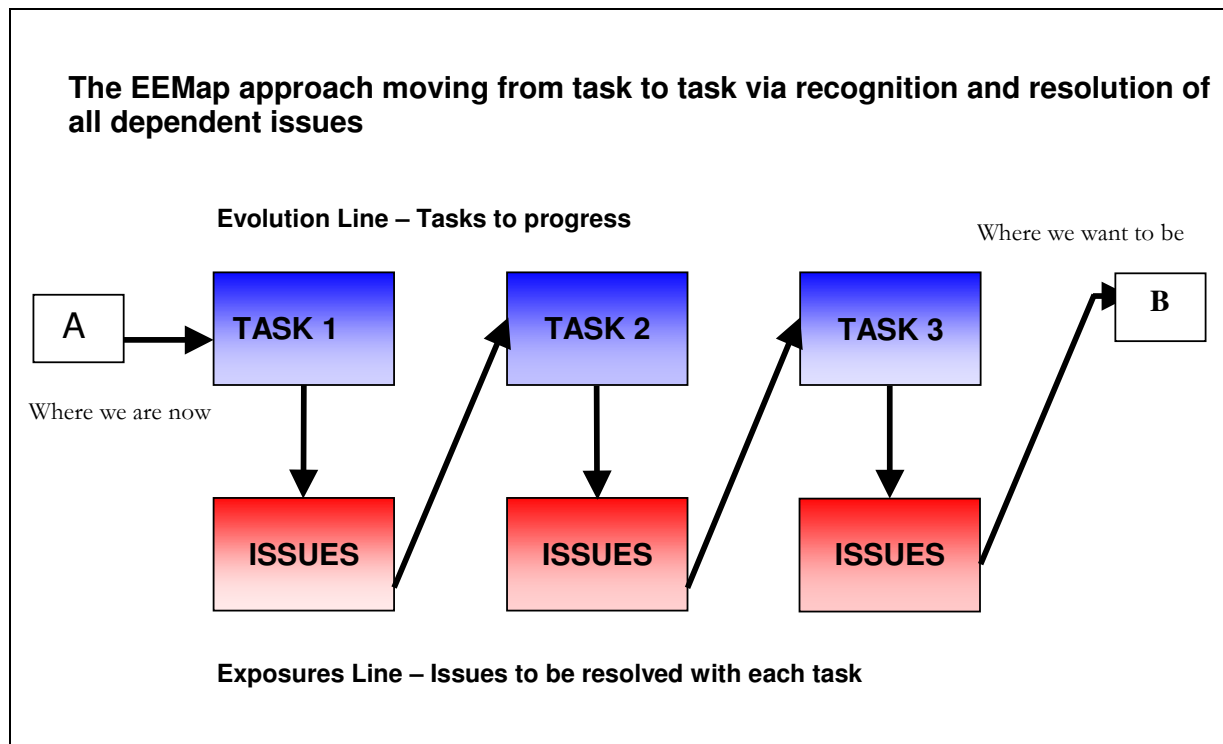 The EEMap approach moving from task to task via recognition and resolution of
all dependent issues
Evolution Line – Tasks to progress
Where we want to be
A
TASK 1
TASK 2
TASK 3
B
Where we are now
ISSUES
ISSUES
ISSUES
Exposures Line – Issues to be resolved with each task